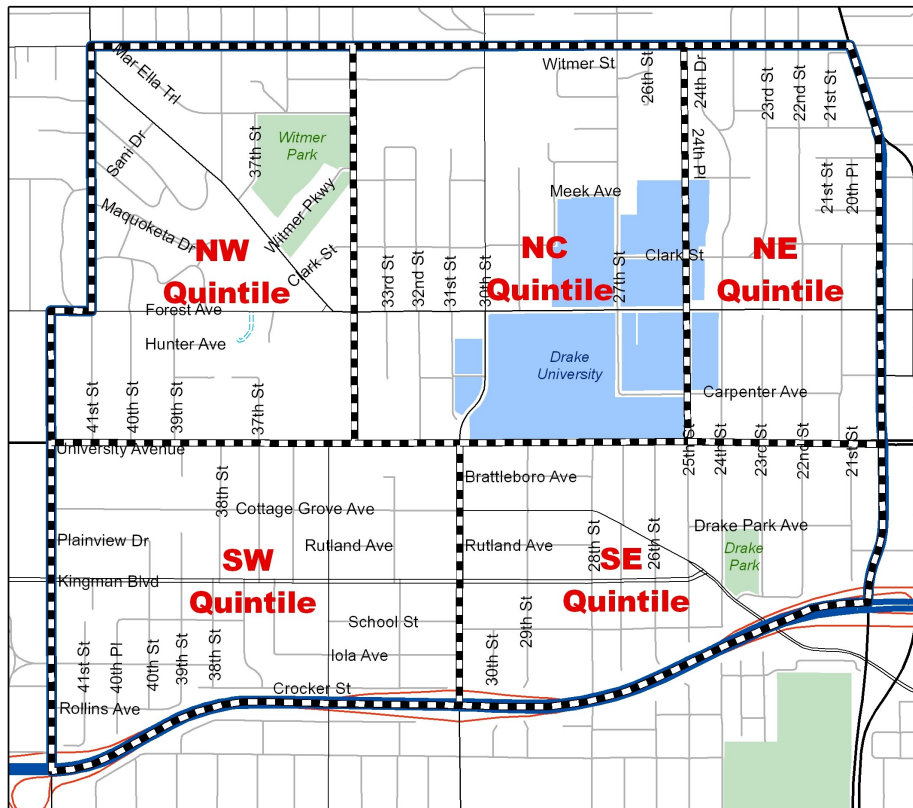 Witmer St
26th St
24th Dr
23rd St
22nd St
21st St
Mar Ella Trl
Sani Dr
37th St
Witmer
Park
24th Pl
21st St
20th Pl
Meek Ave
Maquoketa Dr
Witmer Pkwy
Clark St
NW
Quintile
33rd St
32nd St
31st St
30th St
NC
Quintile
27th St
Clark St
NE
Quintile
Forest Ave
Hunter Ave
Drake
University
41st St
40th St
39th St
37th St
Carpenter Ave
University Avenue
25th St
24th St
23rd St
22nd St
21st St
38th St
Brattleboro Ave
Cottage Grove Ave
Plainview Dr
Rutland Ave
Rutland Ave
28th St
26th St
Drake Park Ave
Drake
Park
SW
Quintile
SE
Quintile
Kingman Blvd
School St
Iola Ave
29th St
30th St
41st St
40th Pl
40th St
39th St
38th St
Crocker St
Rollins Ave